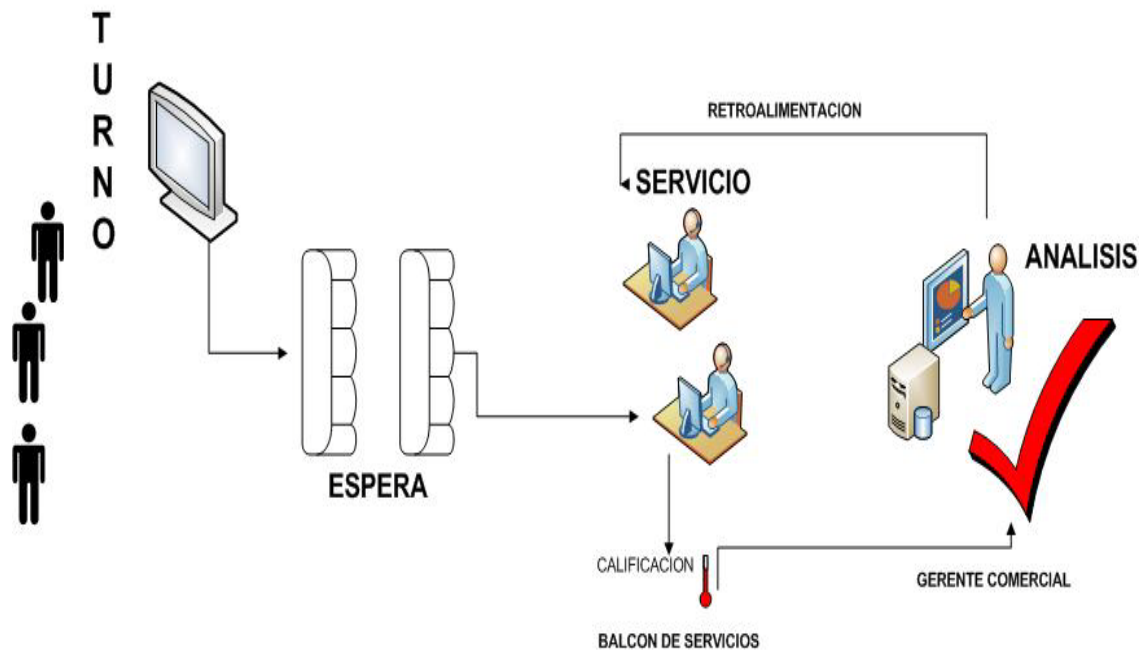 TURNO
RETROALIMENTACION
SERVICIO
ANALISIS
ESPERA
CALIFICACION
GERENTE COMERCIAL
BALCON DE SERVICIOS